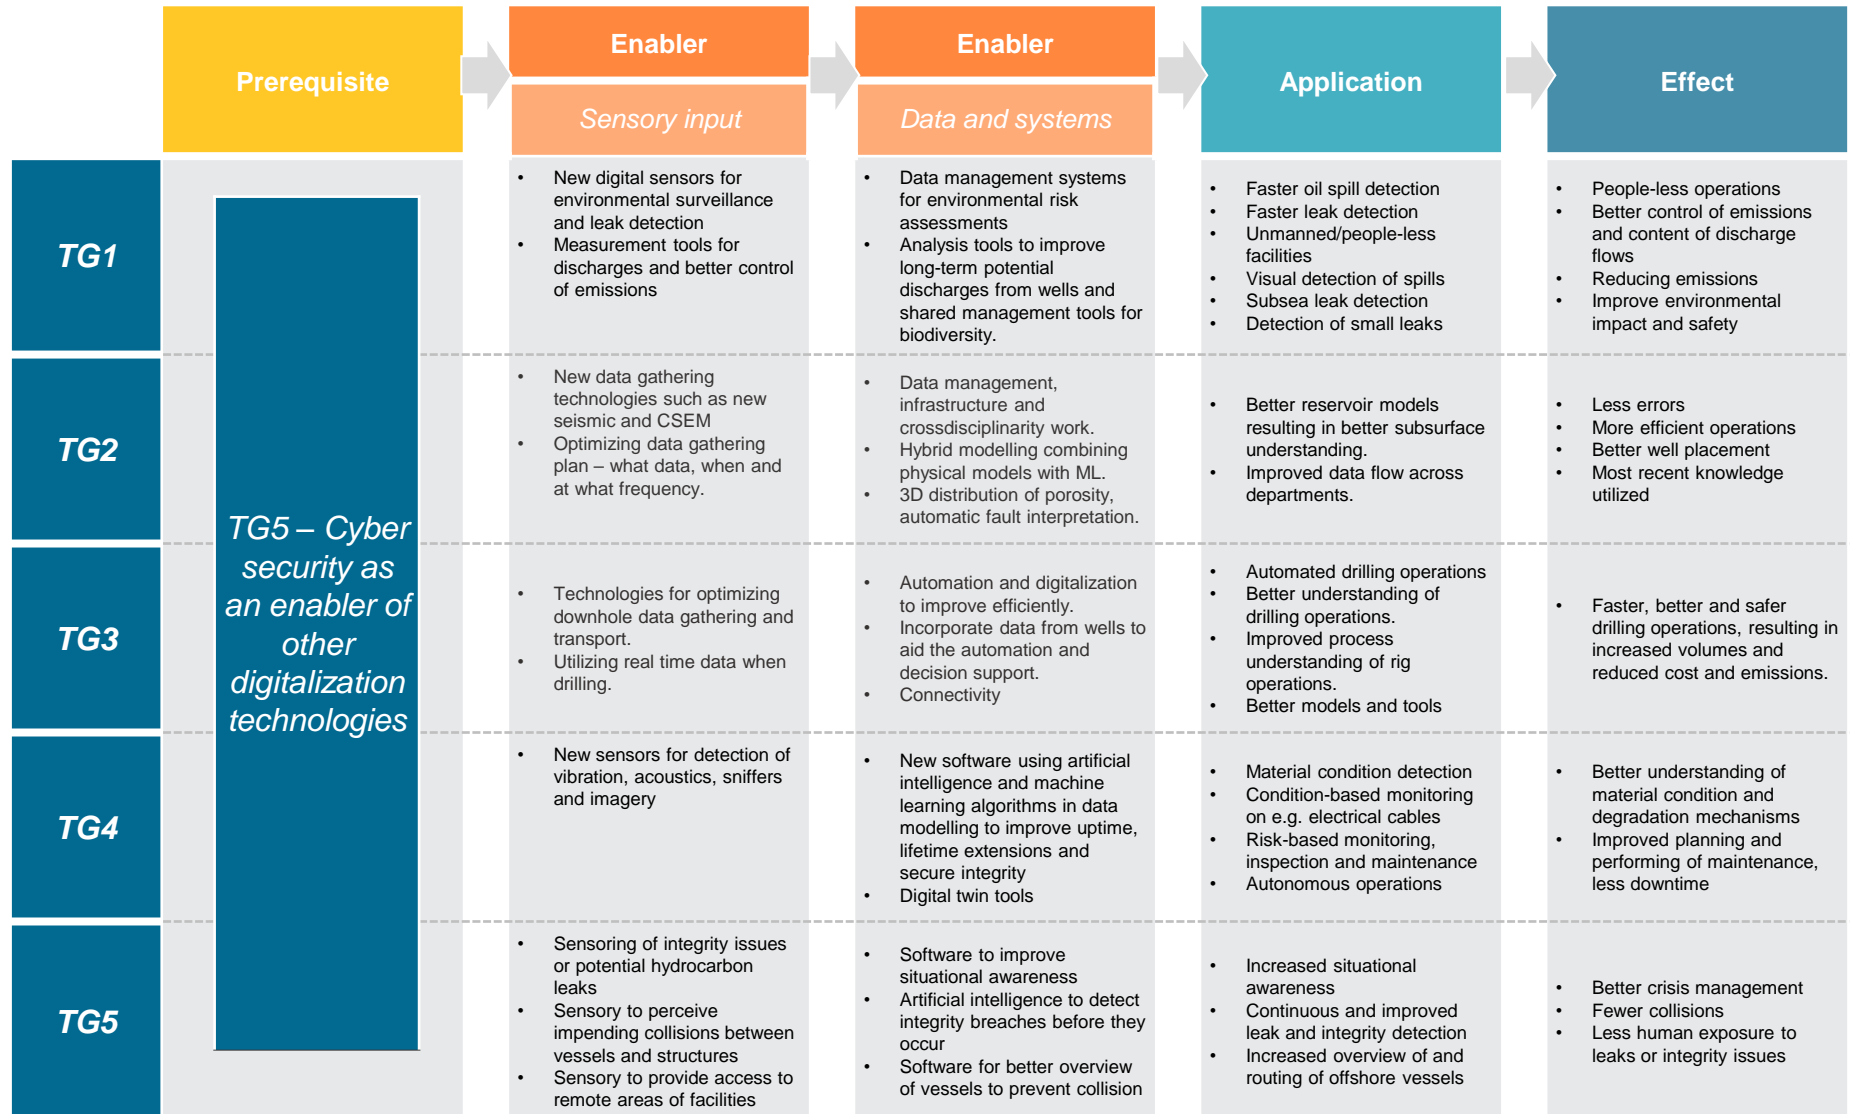 Prerequisite
Enabler
Sensory input
Enabler
Data and systems
Application
Effect
TG5 – Cyber
security as
an enabler of
other
digitalization
technologies
TG1
• New digital sensors for
environmental surveillance
and leak detection
• Measurement tools for
discharges and better control
of emissions
• Data management systems
for environmental risk
assessments
• Analysis tools to improve
long-term potential
discharges from wells and
shared management tools for
biodiversity.
• Faster oil spill detection
• Faster leak detection
• Unmanned/people-less
facilities
• Visual detection of spills
• Subsea leak detection
• Detection of small leaks
• People-less operations
• Better control of emissions
and content of discharge
flows
• Reducing emissions
• Improve environmental
impact and safety
TG2
• New data gathering
technologies such as new
seismic and CSEM
• Optimizing data gathering
plan – what data, when and
at what frequency.
• Data management,
infrastructure and
crossdisciplinarity work.
• Hybrid modelling combining
physical models with ML.
• 3D distribution of porosity,
automatic fault interpretation.
• Better reservoir models
resulting in better subsurface
understanding.
• Improved data flow across
departments.
• Less errors
• More efficient operations
• Better well placement
• Most recent knowledge
utilized
TG3
• Technologies for optimizing
downhole data gathering and
transport.
• Utilizing real time data when
drilling.
• Automation and digitalization
to improve efficiently.
• Incorporate data from wells to
aid the automation and
decision support.
• Connectivity
• Automated drilling operations
• Better understanding of
drilling operations.
• Improved process
understanding of rig
operations.
• Better models and tools
• Faster, better and safer
drilling operations, resulting in
increased volumes and
reduced cost and emissions.
TG4
• New sensors for detection of
vibration, acoustics, sniffers
and imagery
• New software using artificial
intelligence and machine
learning algorithms in data
modelling to improve uptime,
lifetime extensions and
secure integrity
• Digital twin tools
• Material condition detection
• Condition-based monitoring
on e.g. electrical cables
• Risk-based monitoring,
inspection and maintenance
• Autonomous operations
• Better understanding of
material condition and
degradation mechanisms
• Improved planning and
performing of maintenance,
less downtime
TG5
• Sensoring of integrity issues
or potential hydrocarbon
leaks
• Sensory to perceive
impending collisions between
vessels and structures
• Sensory to provide access to
remote areas of facilities
• Software to improve
situational awareness
• Artificial intelligence to detect
integrity breaches before they
occur
• Software for better overview
of vessels to prevent collision
• Increased situational
awareness
• Continuous and improved
leak and integrity detection
• Increased overview of and
routing of offshore vessels
• Better crisis management
• Fewer collisions
• Less human exposure to
leaks or integrity issues